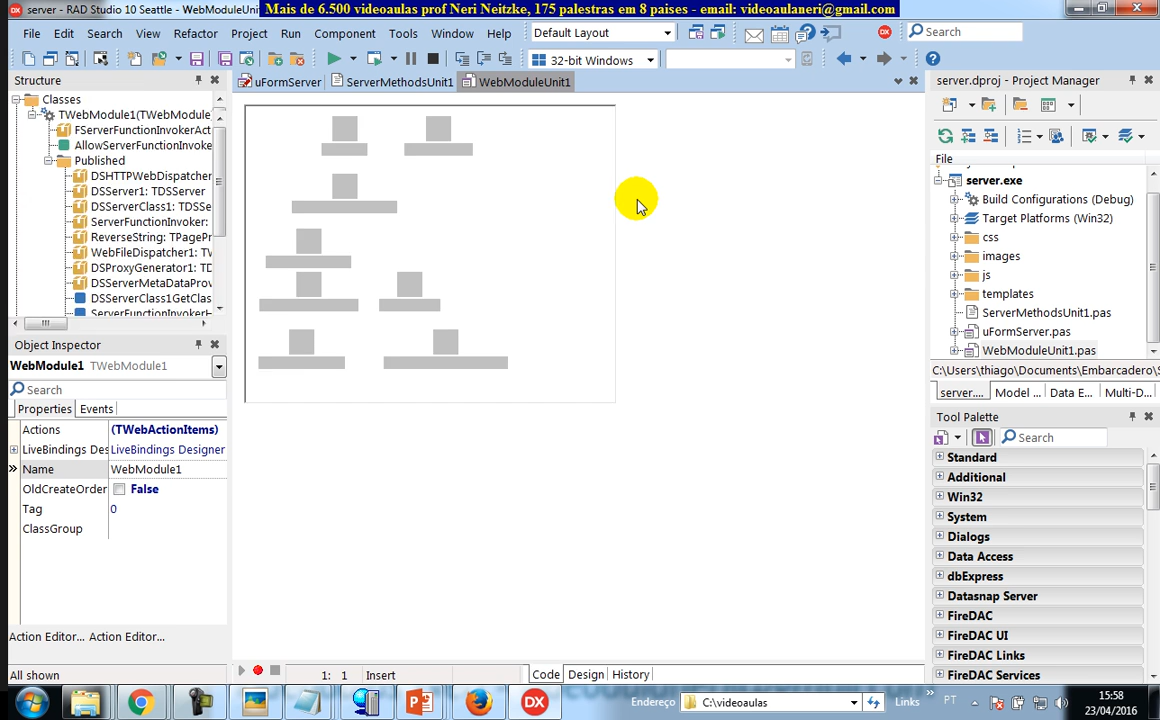 server - RAD Studio 10 Seattle - WebModuleUni
Mais de 6.500 videoaulas prof Neri Neitzke, 175 palestras em 8 paises - email: videoaulaneri@gmail.com
File Edit Search View Refactor Project Run Component Tools Window Help
Default Layout
Search
32-bit Windows
Structure
Classes
TWebModule1(TWebModule
FServerFunctionInvokerAct
AllowServerFunctionInvoke
Published
DSHTTPWebDispatcher
DSServer1: TDSServer
DSServerClass1: TDSSe
ServerFunctionInvoker:
ReverseString: TPagePr
WebFileDispatcher1: TW
DSProxyGenerator1: TD
DSServerMetaDataProv
DSServerClass1GetClas
ServerFunctionInvokerH
Object Inspector
WebModule1 TWebModule1
Search
Properties Events
Actions (TWebActionItems)
LiveBindings Des LiveBindings Designer
Name WebModule1
OldCreateOrder False
Tag 0
ClassGroup
Action Editor... Action Editor...
All shown
uFormServer ServerMethodsUnit1 WebModuleUnit1
1: 1 Insert
Code Design History
server.dproj - Project Manager
File
server.exe
Build Configurations (Debug)
Target Platforms (Win32)
css
images
js
templates
ServerMethodsUnit1.pas
uFormServer.pas
WebModuleUnit1.pas
C:\Users\thiago\Documents\Embarcadero\S
server.... Model ... Data E... Multi-D...
Tool Palette
Search
Standard
Additional
Win32
System
Dialogs
Data Access
dbExpress
Datasnap Server
FireDAC
FireDAC UI
FireDAC Links
FireDAC Services
Endereço C:\videoaulas Links PT
15:58
23/04/2016